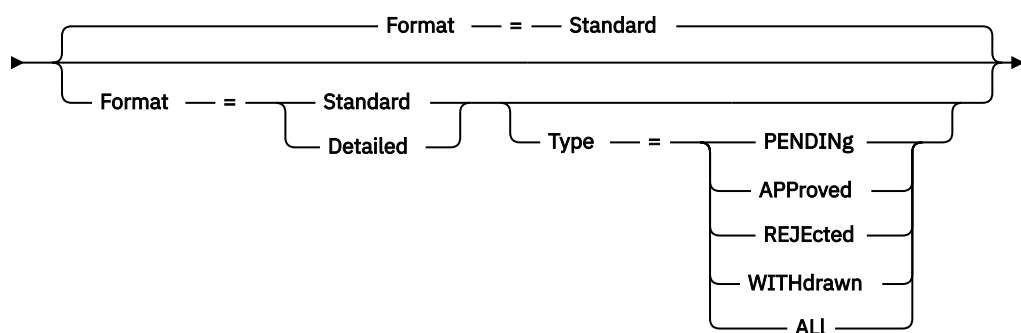 Format = Standard
Format = Standard
Detailed
Type = PENDINg
APProved
REJEcted
WITHdrawn
ALl